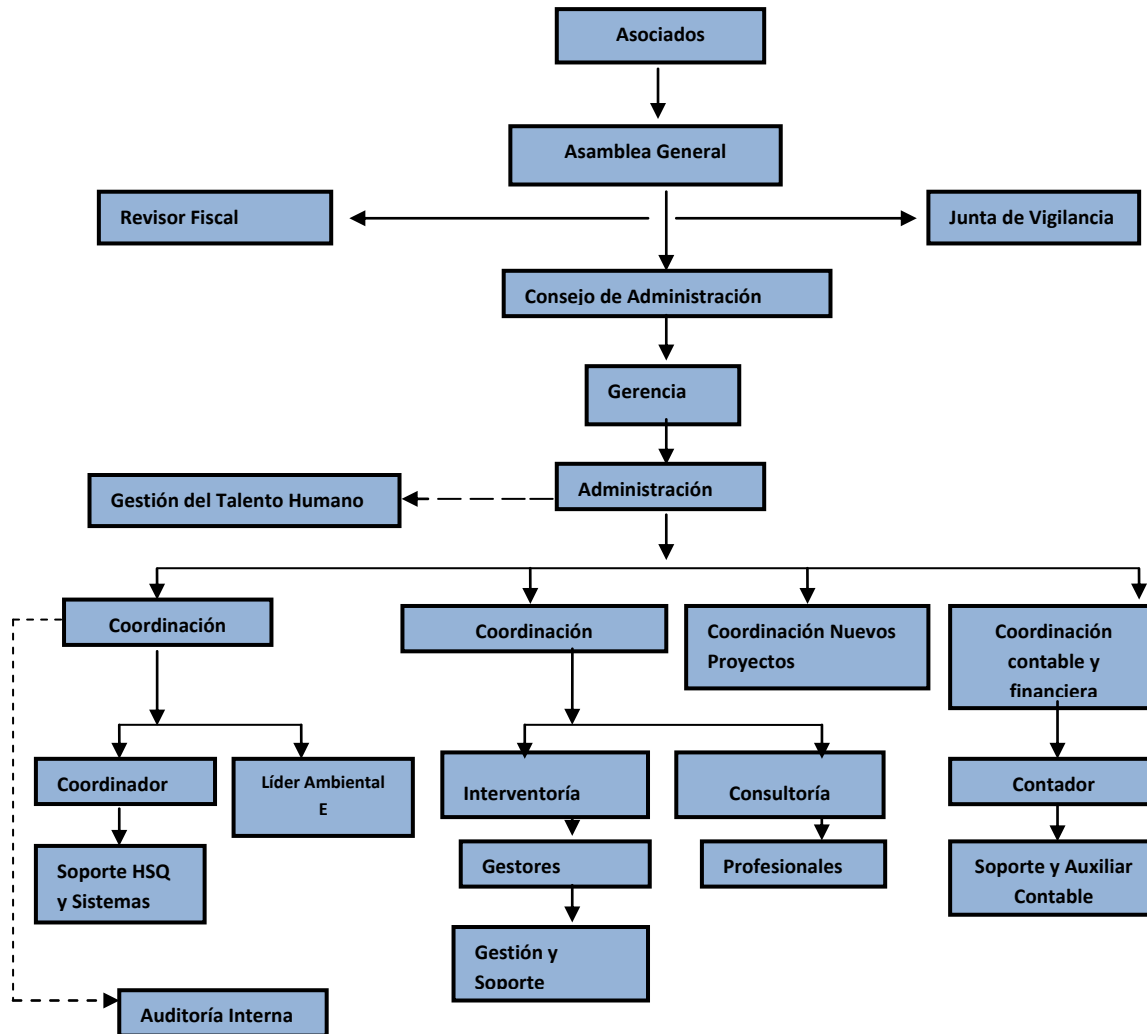 Asociados
Asamblea General
Revisor Fiscal
Junta de Vigilancia
Consejo de Administración
Gerencia
Administración
Gestión del Talento Humano
Coordinación
Coordinación
Coordinación Nuevos
Proyectos
Coordinación
contable y
financiera
Coordinador
Líder Ambiental
E
Interventoría
Consultoría
Contador
Soporte HSQ
y Sistemas
Gestores
Profesionales
Soporte y Auxiliar
Contable
Gestión y
Soporte
Auditoría Interna